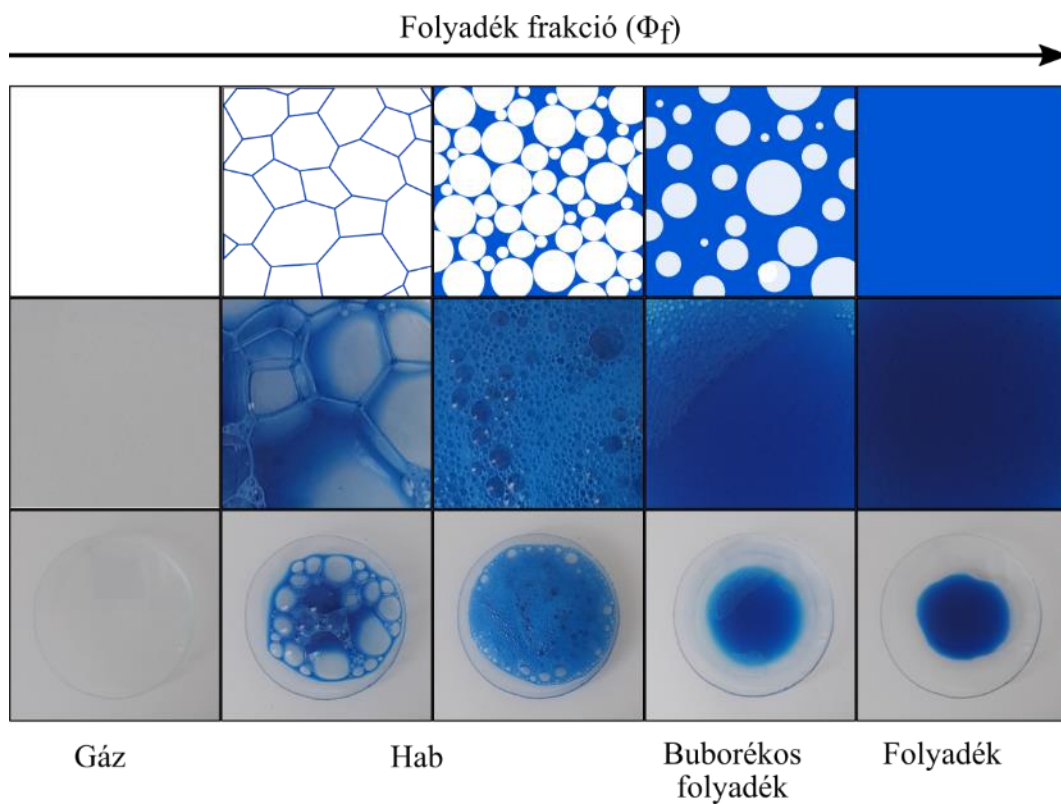 Folyadék frakció (Φf)
Gáz
Hab
Buborékos
folyadék
Folyadék